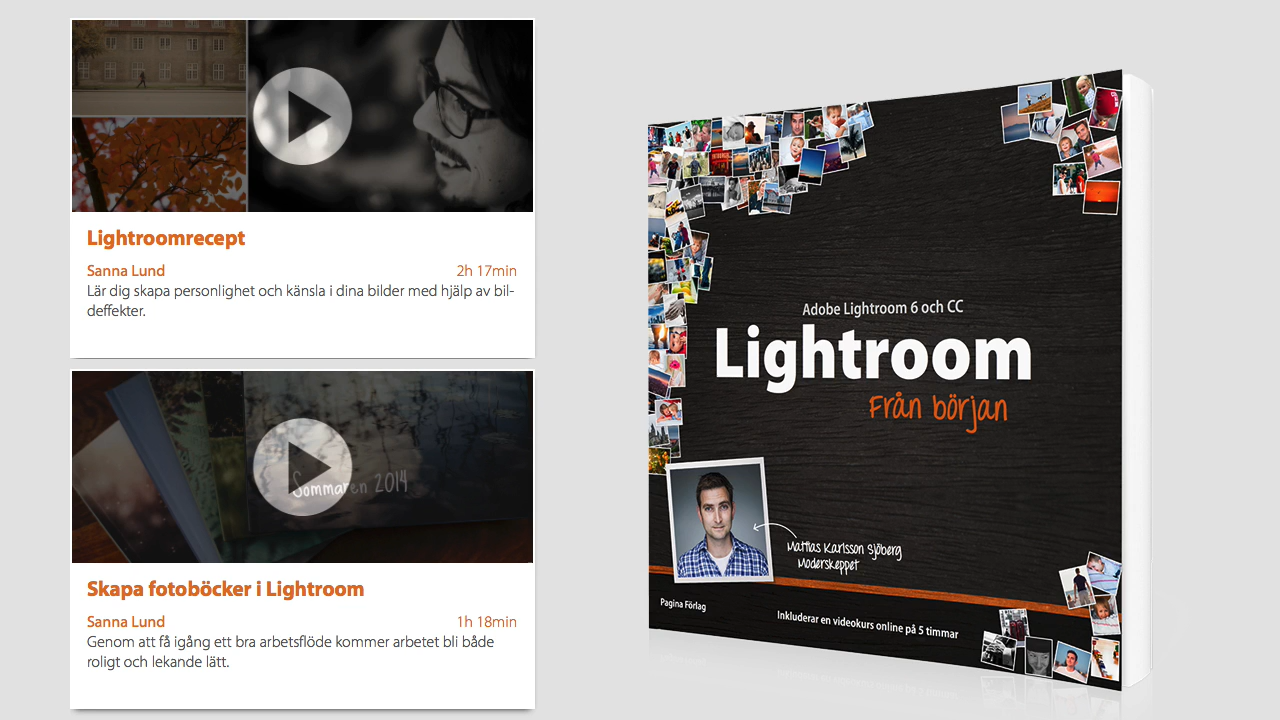 Lightroomrecept
Sanna Lund 2h 17min
Lär dig skapa personlighet och känsla i dina bilder med hjälp av bil-
deffekter.
Sommaren 2014
Skapa fotoböcker i Lightroom
Sanna Lund 1h 18min
Genom att få igång ett bra arbetsflöde kommer arbetet bli både
roligt och lekande lätt.
Adobe Lightroom 6 och CC
Lightroom
Från början
Mattias Karlsson Sjöberg
Moderskeppet
Pagina Förlag
Inkluderar en videokurs online på 5 timmar